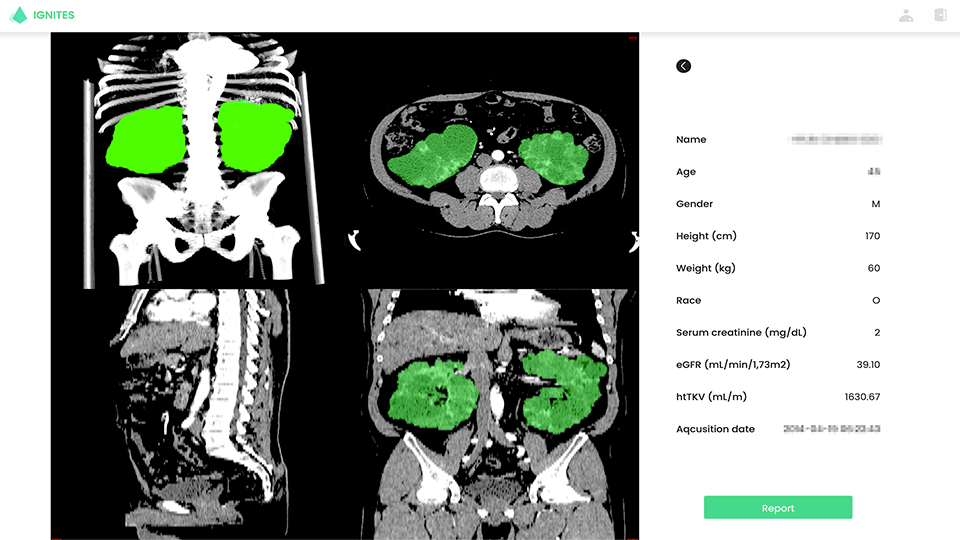 IGNITES
Name
Age
Gender M
Height (cm) 170
Weight (kg) 60
Race O
Serum creatinine (mg/dL) 2
eGFR (mL/min/1,73m2) 39.10
htTKV (mL/m) 1630.67
Aqcusition date
Report